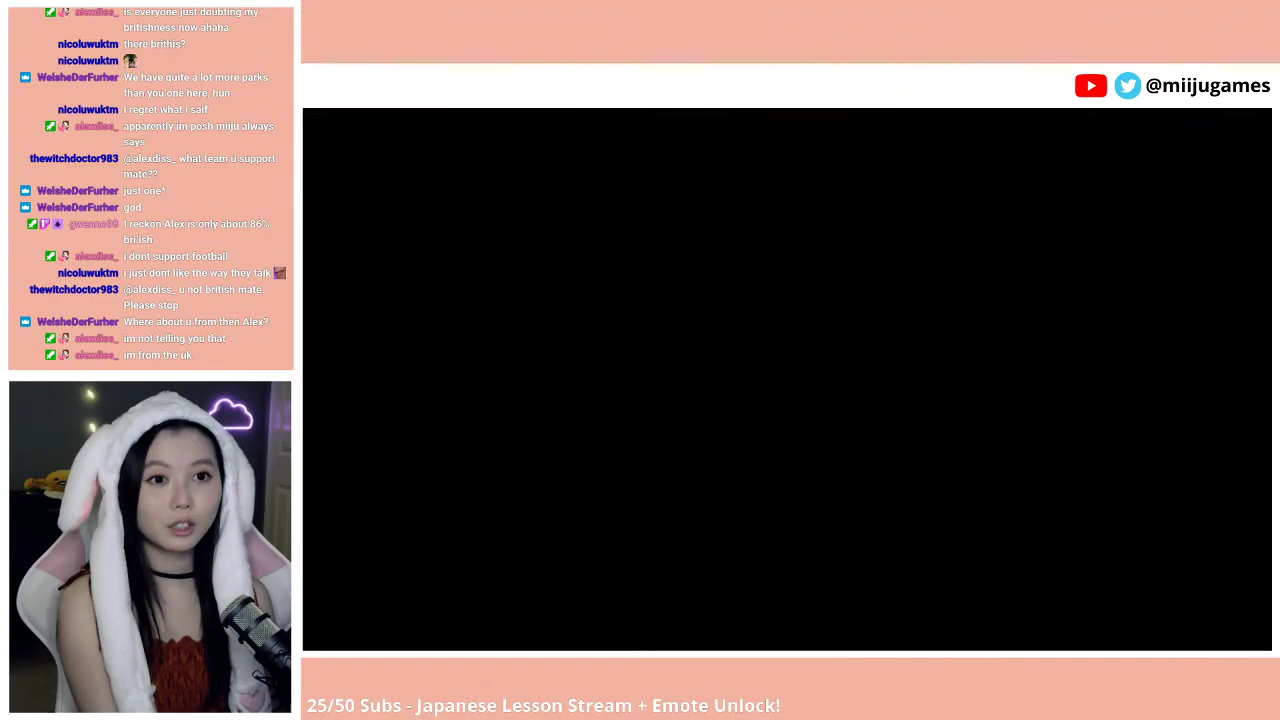 alexdiss_ is everyone just doubting my
britishness now ahaha
nicoluwuktm there brithis?
nicoluwuktm
WelsheDerFurher We have quite a lot more parks
than you one here, hun
nicoluwuktm I regret what i saif
alexdiss_ apparently im posh miiju always
says
thewitchdoctor983 @alexdiss_ what team u support
mate??
WelsheDerFurher just one*
WelsheDerFurher god
gwenno98 I reckon Alex is only about 86%
bri'ish
alexdiss_ i dont support football
nicoluwuktm i just dont like the way they talk
thewitchdoctor983 @alexdiss_ u not british mate.
Please stop
WelsheDerFurher Where about u from then Alex?
alexdiss_ im not telling you that
alexdiss_ im from the uk
@miijugames
25/50 Subs - Japanese Lesson Stream + Emote Unlock!